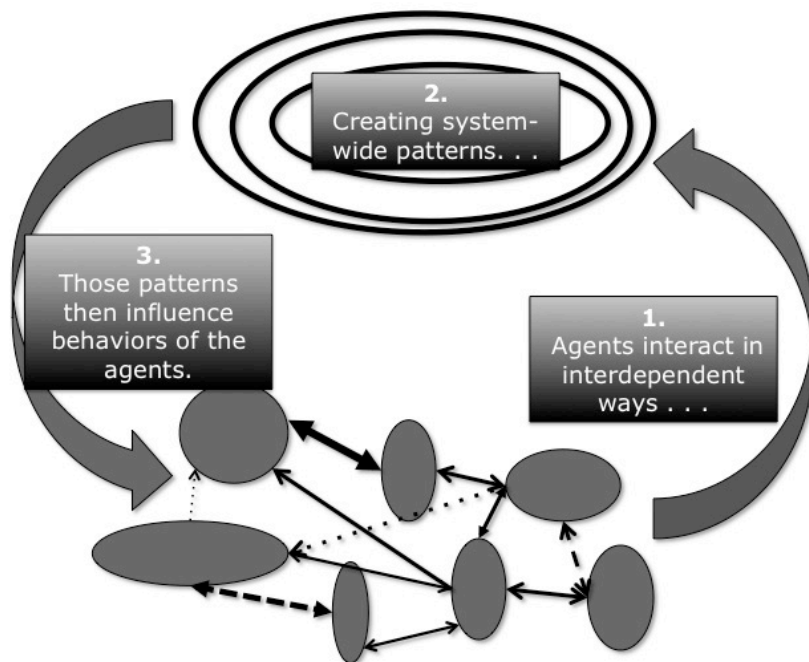 2.
Creating system-
wide patterns. . .
3.
Those patterns
then influence
behaviors of the
agents.
1.
Agents interact in
interdependent
ways . . .